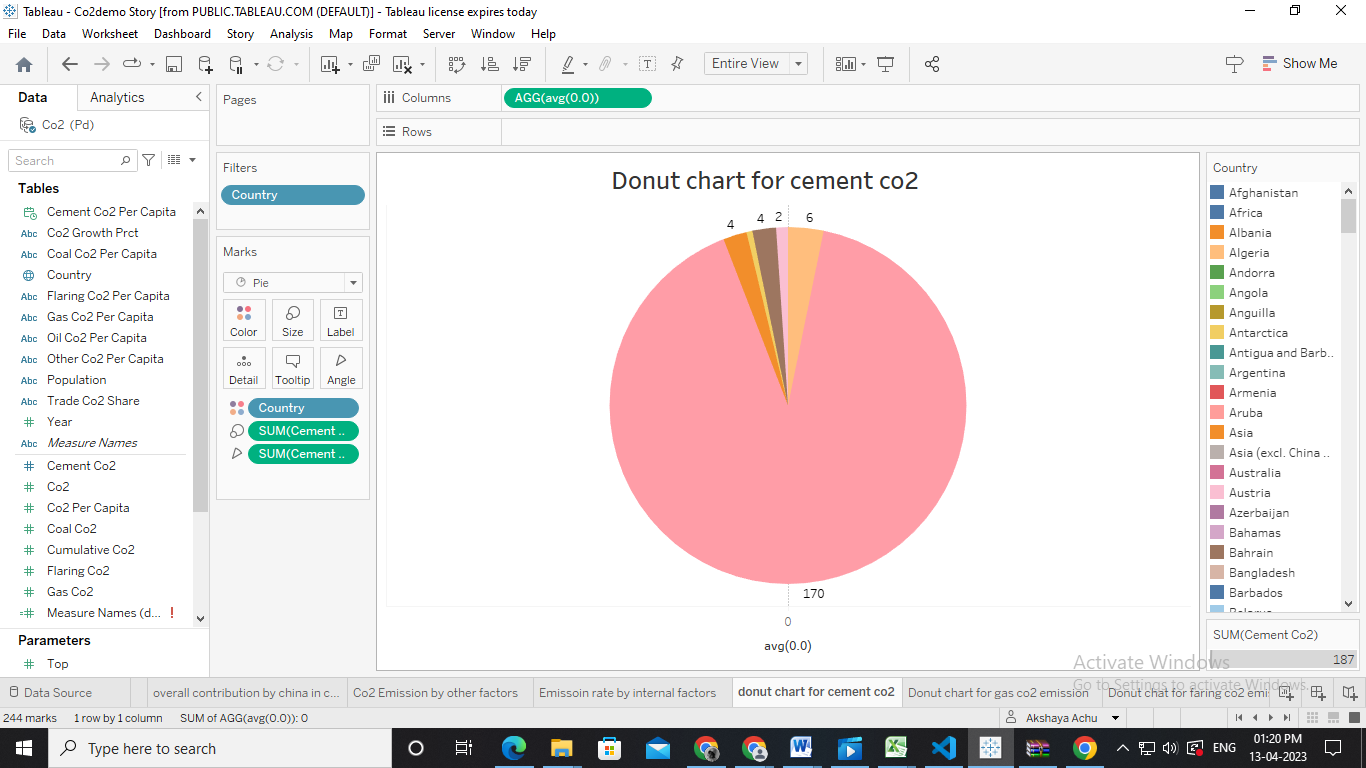 Tableau - Co2demo Story [from PUBLIC.TABLEAU.COM (DEFAULT)] - Tableau license expires today
File Data Worksheet Dashboard Story Analysis Map Format Server Window Help
Entire View
Show Me
Data Analytics
Co2 (Pd)
Search
Tables
Cement Co2 Per Capita
Abc Co2 Growth Prct
Abc Coal Co2 Per Capita
Country
Abc Flaring Co2 Per Capita
Abc Gas Co2 Per Capita
Abc Oil Co2 Per Capita
Abc Other Co2 Per Capita
Abc Population
Abc Trade Co2 Share
# Year
Abc Measure Names
# Cement Co2
# Co2
# Co2 Per Capita
# Coal Co2
# Cumulative Co2
# Flaring Co2
# Gas Co2
=# Measure Names (d... !
Parameters
# Top
Pages
Filters
Country
Marks
Pie
Color Size Label
Detail Tooltip Angle
Country
SUM(Cement ..
SUM(Cement ..
Columns AGG(avg(0.0))
Rows
Donut chart for cement co2
4 4 2 6
170
0
avg(0.0)
Country
Afghanistan
Africa
Albania
Algeria
Andorra
Angola
Anguilla
Antarctica
Antigua and Barb..
Argentina
Armenia
Aruba
Asia
Asia (excl. China ..
Australia
Austria
Azerbaijan
Bahamas
Bahrain
Bangladesh
Barbados
SUM(Cement Co2)
187
Activate Windows
Go to Settings to activate Windows.
Data Source overall contribution by china in c... Co2 Emission by other factors Emissoin rate by internal factors donut chart for cement co2 Donut chart for gas co2 emission Donut chat for faring co2 emi
244 marks 1 row by 1 column SUM of AGG(avg(0.0)): 0 Akshaya Achu
Type here to search
ENG
01:20 PM
13-04-2023